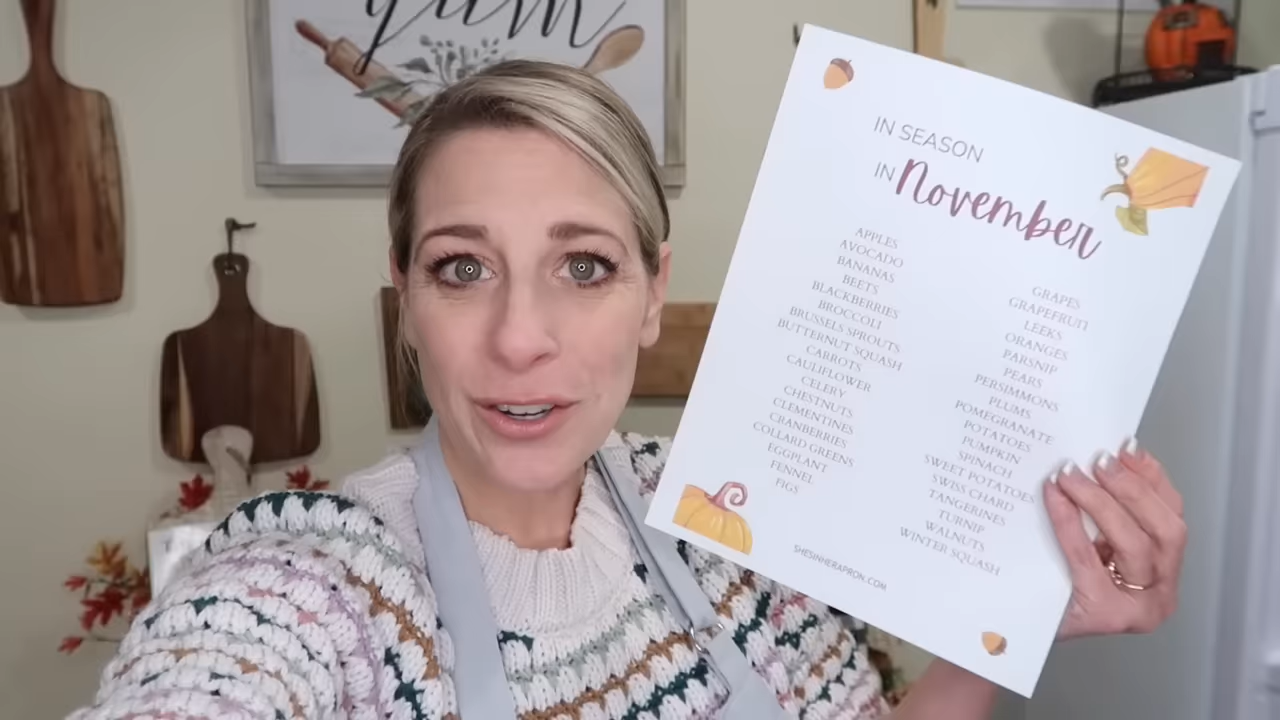 yum
IN SEASON
IN November
APPLES
AVOCADO
BANANAS
BEETS
BLACKBERRIES
BROCCOLI
BRUSSELS SPROUTS
BUTTERNUT SQUASH
CARROTS
CAULIFLOWER
CELERY
CHESTNUTS
CLEMENTINES
CRANBERRIES
COLLARD GREENS
EGGPLANT
FENNEL
FIGS
GRAPES
GRAPEFRUIT
LEEKS
ORANGES
PARSNIP
PEARS
PERSIMMONS
PLUMS
POMEGRANATE
POTATOES
PUMPKIN
SPINACH
SWEET POTATOES
SWISS CHARD
TANGERINES
TURNIP
WALNUTS
WINTER SQUASH
SHESINHERAPRON.COM